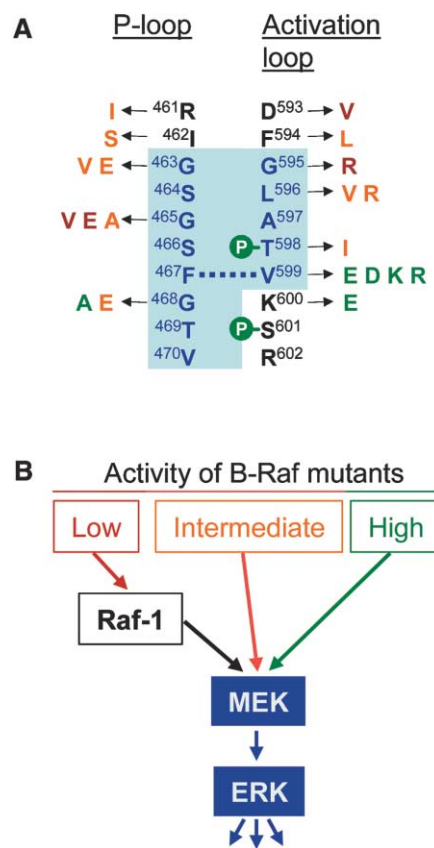 A
P-loop Activation
loop
I 461R D593 V
S 462I F594 L
V E 463G G595 R
464S L596 V R
V E A 465G A597
466S P T598 I
467F V599 E D K R
A E 468G K600 E
469T P S601
470V R602
B
Activity of B-Raf mutants
Low Intermediate High
Raf-1
MEK
ERK